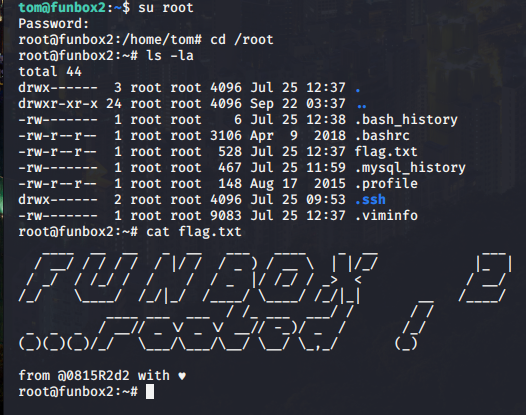 tom@funbox2:~$ su root
Password:
root@funbox2:/home/tom# cd /root
root@funbox2:~# ls -la
total 44
drwx------  3 root root 4096 Jul 25 12:37 .
drwxr-xr-x 24 root root 4096 Sep 22 03:37 ..
-rw-------  1 root root    6 Jul 25 12:38 .bash_history
-rw-r--r--  1 root root 3106 Apr  9  2018 .bashrc
-rw-r--r--  1 root root  528 Jul 25 12:37 flag.txt
-rw-------  1 root root  467 Jul 25 11:59 .mysql_history
-rw-r--r--  1 root root  148 Aug 17  2015 .profile
drwx------  2 root root 4096 Jul 25 09:53 .ssh
-rw-------  1 root root 9083 Jul 25 12:37 .viminfo
root@funbox2:~# cat flag.txt
from @0815R2d2 with ♥
root@funbox2:~#